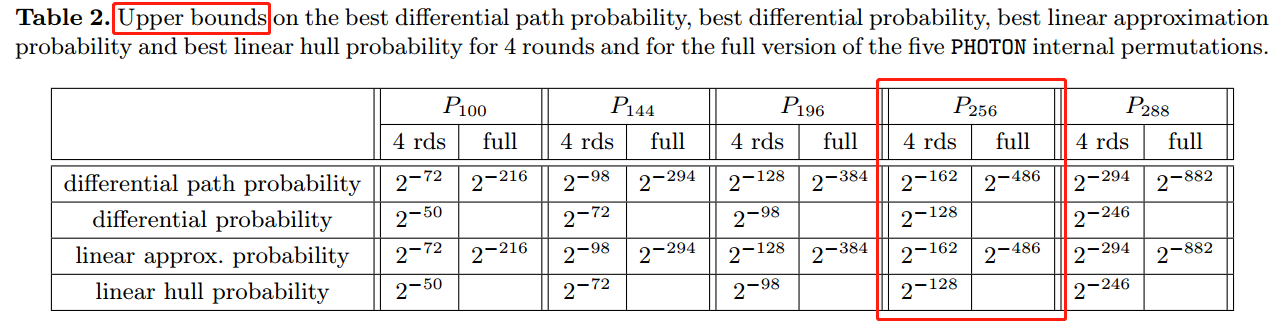 Table 2. Upper bounds on the best differential path probability, best differential probability, best linear approximation
probability and best linear hull probability for 4 rounds and for the full version of the five PHOTON internal permutations.
P₁₀₀ P₁₄₄ P₁₉₆ P₂₅₆ P₂₈₈
4 rds full 4 rds full 4 rds full 4 rds full 4 rds full
differential path probability 2⁻⁷² 2⁻²¹⁶ 2⁻⁹⁸ 2⁻²⁹⁴ 2⁻¹²⁸ 2⁻³⁸⁴ 2⁻¹⁶² 2⁻⁴⁸⁶ 2⁻²⁹⁴ 2⁻⁸⁸²
differential probability 2⁻⁵⁰ 2⁻⁷² 2⁻⁹⁸ 2⁻¹²⁸ 2⁻²⁴⁶
linear approx. probability 2⁻⁷² 2⁻²¹⁶ 2⁻⁹⁸ 2⁻²⁹⁴ 2⁻¹²⁸ 2⁻³⁸⁴ 2⁻¹⁶² 2⁻⁴⁸⁶ 2⁻²⁹⁴ 2⁻⁸⁸²
linear hull probability 2⁻⁵⁰ 2⁻⁷² 2⁻⁹⁸ 2⁻¹²⁸ 2⁻²⁴⁶